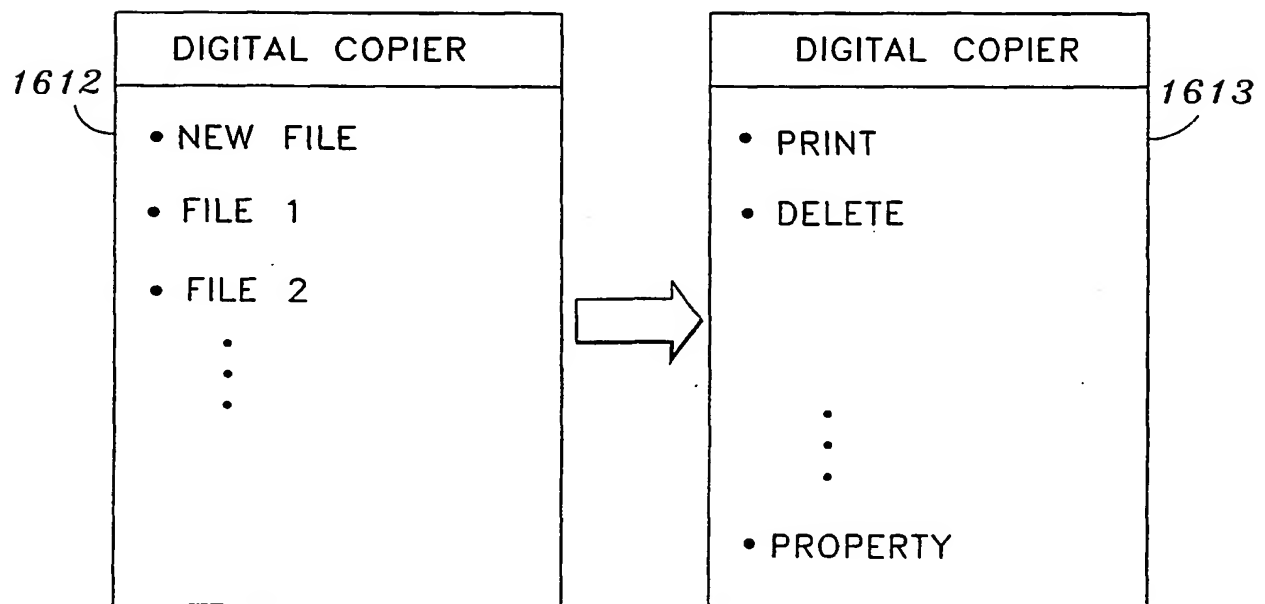 DIGITAL COPIER
1612
• NEW FILE
• FILE 1
• FILE 2
DIGITAL COPIER
1613
• PRINT
• DELETE
• PROPERTY